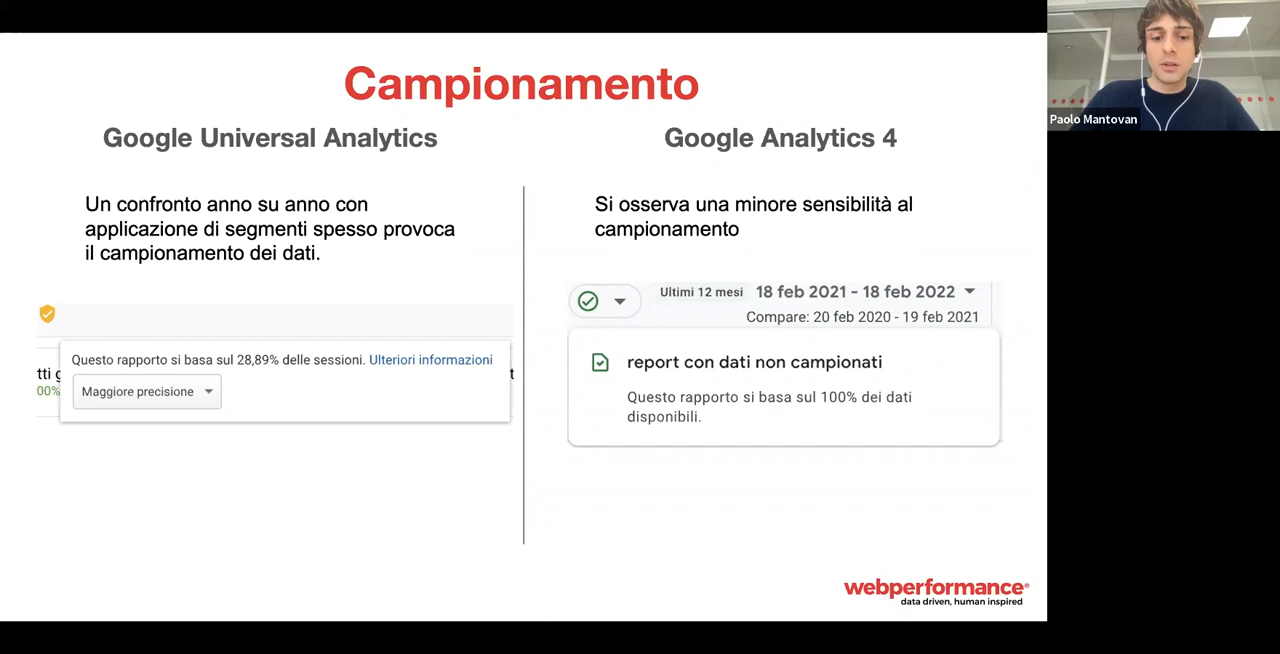 Campionamento
Google Universal Analytics
Google Analytics 4
Un confronto anno su anno con
applicazione di segmenti spesso provoca
il campionamento dei dati.
Si osserva una minore sensibilità al
campionamento
Questo rapporto si basa sul 28,89% delle sessioni. Ulteriori informazioni
tti g
00%
Maggiore precisione
t
Ultimi 12 mesi 18 feb 2021 - 18 feb 2022
Compare: 20 feb 2020 - 19 feb 2021
report con dati non campionati
Questo rapporto si basa sul 100% dei dati
disponibili.
webperformance®
data driven, human inspired
Paolo Mantovan